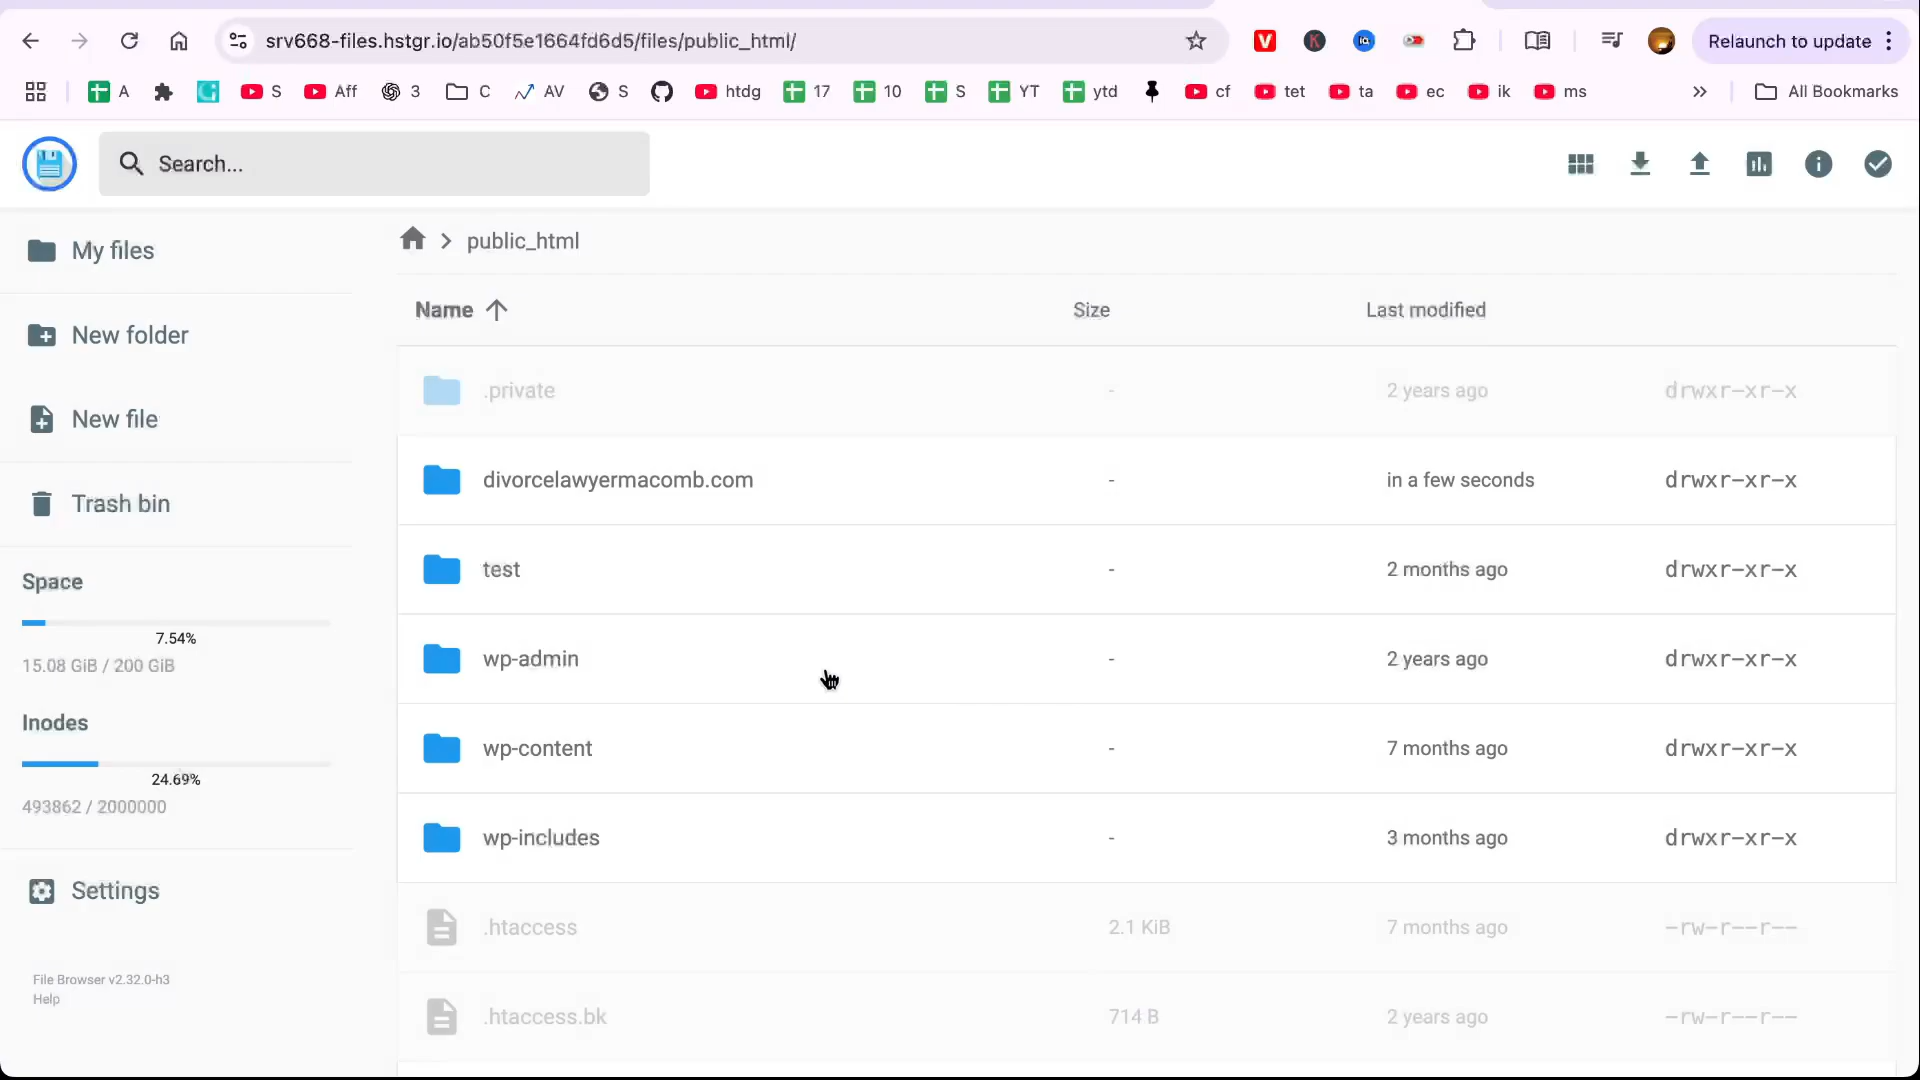 srv668-files.hstgr.io/ab50f5e1664fd6d5/files/public_html/
Relaunch to update
A
S
Aff
3
C
AV
S
htdg
17
10
S
YT
ytd
cf
tet
ta
ec
ik
ms
All Bookmarks
Search...
My files
New folder
New file
Trash bin
Space
7.54%
15.08 GiB / 200 GiB
Inodes
24.69%
493862 / 2000000
Settings
File Browser v2.32.0-h3
Help
public_html
Name Size Last modified
.private - 2 years ago drwxr-xr-x
divorcelawyermacomb.com - in a few seconds drwxr-xr-x
test - 2 months ago drwxr-xr-x
wp-admin - 2 years ago drwxr-xr-x
wp-content - 7 months ago drwxr-xr-x
wp-includes - 3 months ago drwxr-xr-x
.htaccess 2.1 KiB 7 months ago -rw-r--r--
.htaccess.bk 714 B 2 years ago -rw-r--r--